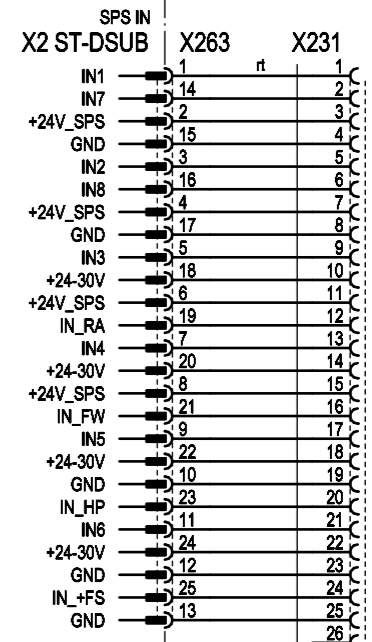 SPS IN
X2 ST-DSUB X263 X231
IN1 1 rt 1
IN7 14 2
+24V_SPS 2 3
GND 15 4
IN2 3 5
IN8 16 6
+24V_SPS 4 7
GND 17 8
IN3 5 9
+24-30V 18 10
+24V_SPS 6 11
IN_RA 19 12
IN4 7 13
+24-30V 20 14
+24V_SPS 8 15
IN_FW 21 16
IN5 9 17
+24-30V 22 18
GND 10 19
IN_HP 23 20
IN6 11 21
+24-30V 24 22
GND 12 23
IN_+FS 25 24
GND 13 25
26